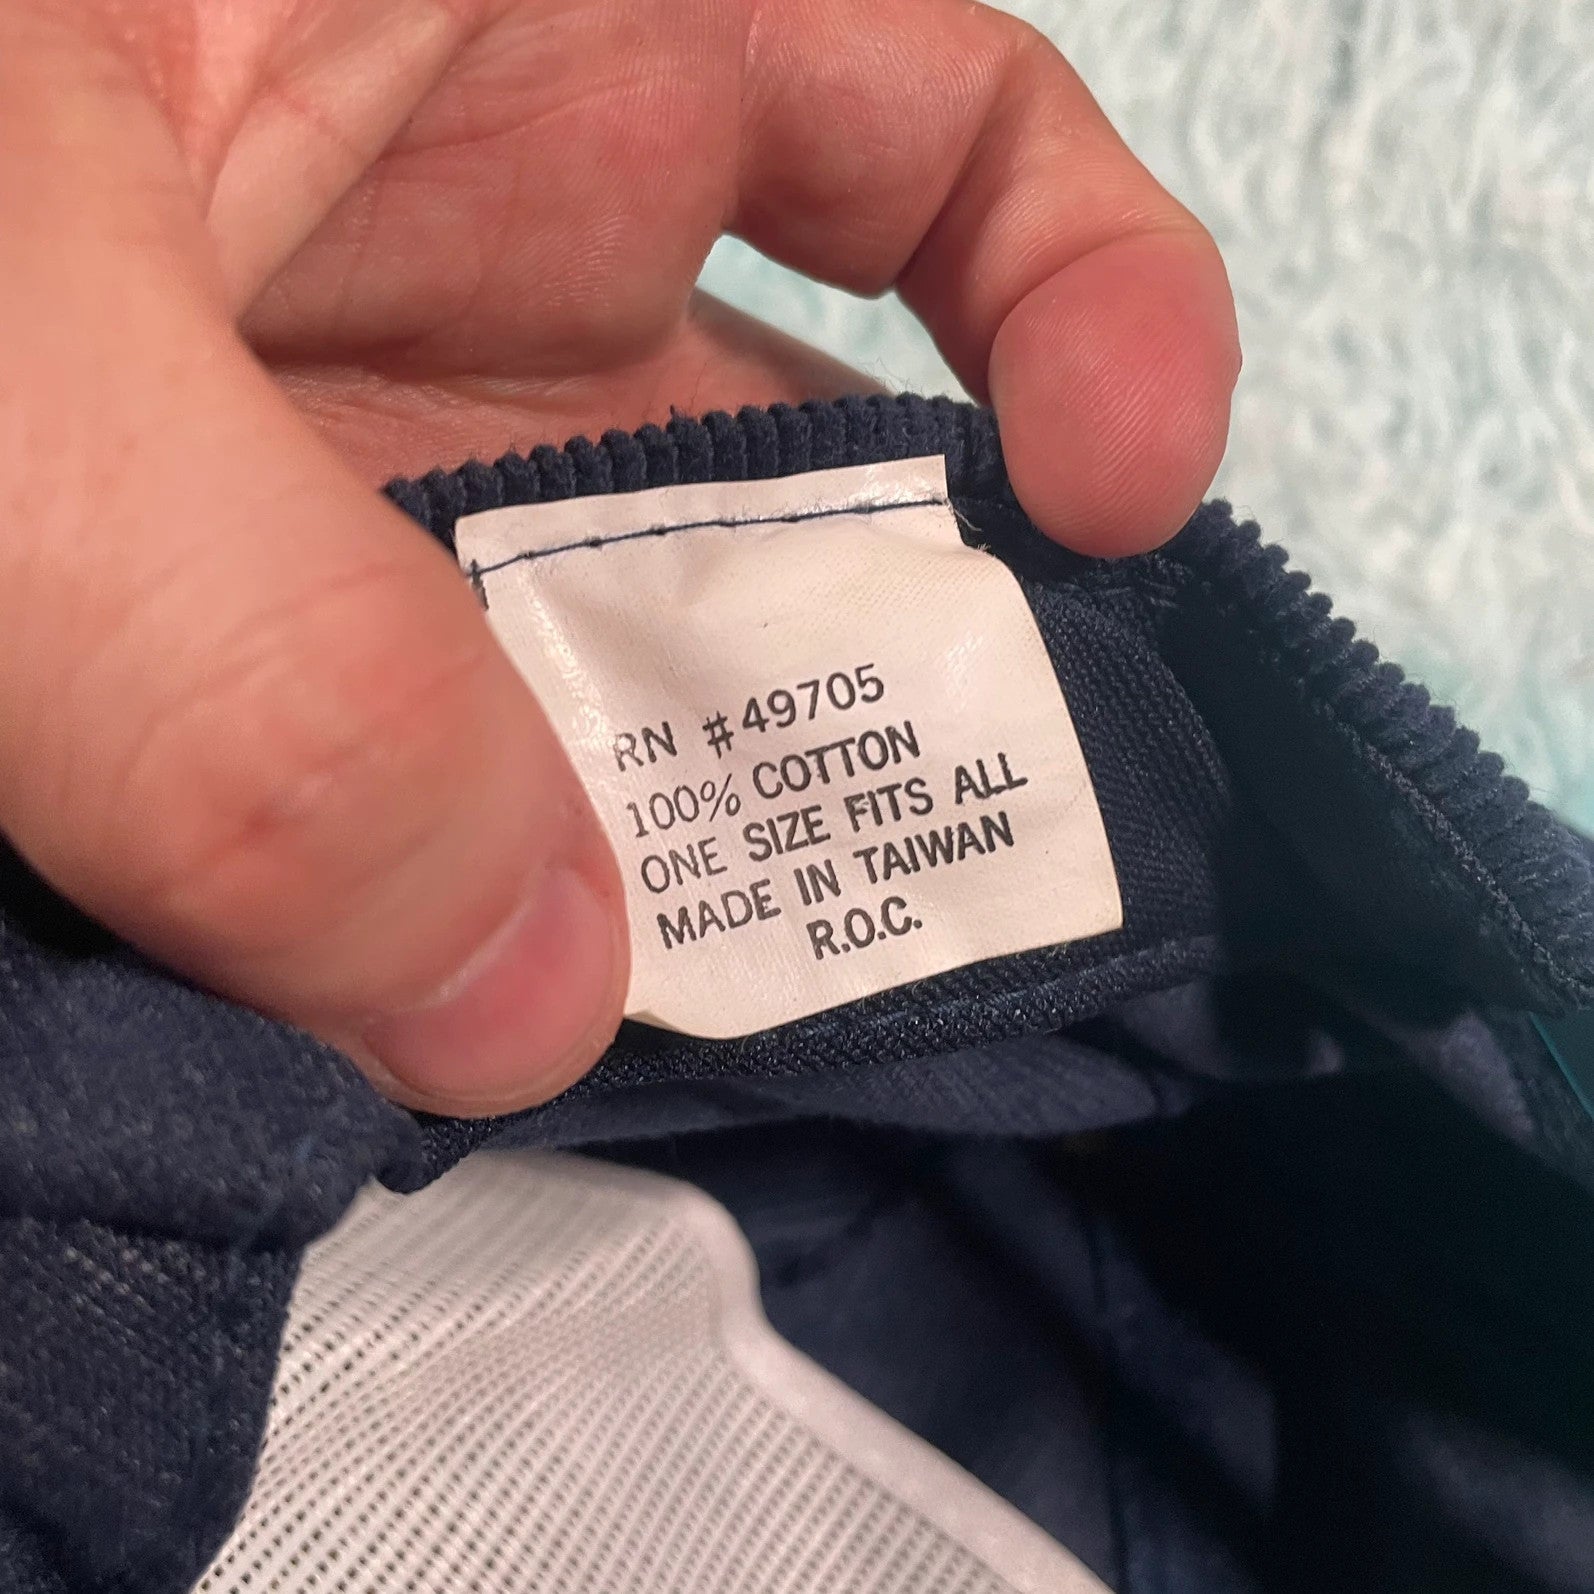 RN #49705
100% COTTON
ONE SIZE FITS ALL
MADE IN TAIWAN
R.O.C.